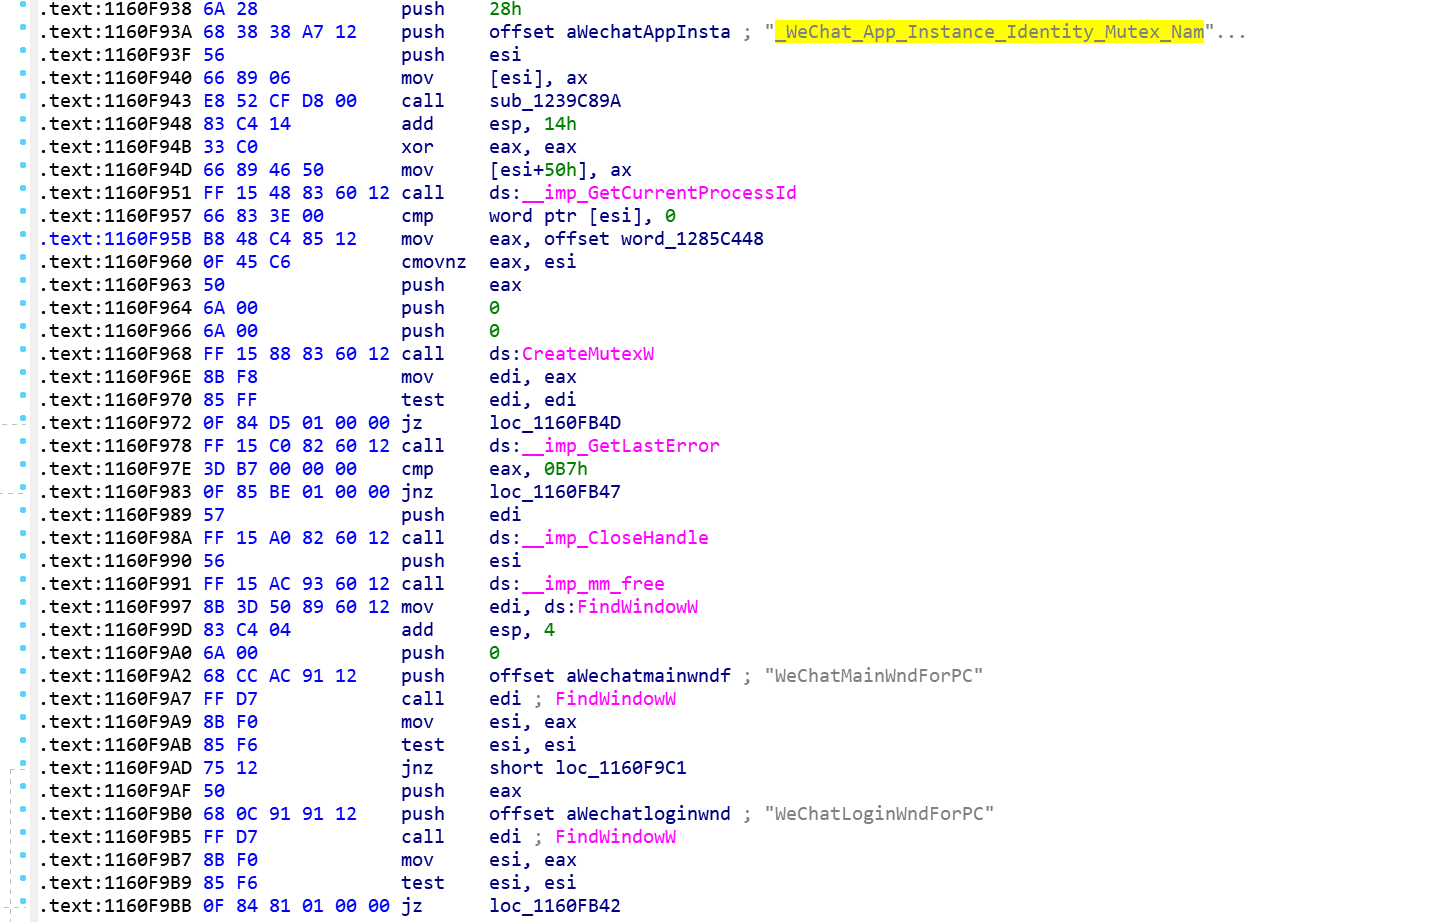 .text:1160F938 6A 28 push 28h
.text:1160F93A 68 38 38 A7 12 push offset aWechatAppInsta ; "_WeChat_App_Instance_Identity_Mutex_Nam"...
.text:1160F93F 56 push esi
.text:1160F940 66 89 06 mov [esi], ax
.text:1160F943 E8 52 CF D8 00 call sub_1239C89A
.text:1160F948 83 C4 14 add esp, 14h
.text:1160F94B 33 C0 xor eax, eax
.text:1160F94D 66 89 46 50 mov [esi+50h], ax
.text:1160F951 FF 15 48 83 60 12 call ds:__imp_GetCurrentProcessId
.text:1160F957 66 83 3E 00 cmp word ptr [esi], 0
.text:1160F95B B8 48 C4 85 12 mov eax, offset word_1285C448
.text:1160F960 0F 45 C6 cmovnz eax, esi
.text:1160F963 50 push eax
.text:1160F964 6A 00 push 0
.text:1160F966 6A 00 push 0
.text:1160F968 FF 15 88 83 60 12 call ds:CreateMutexW
.text:1160F96E 8B F8 mov edi, eax
.text:1160F970 85 FF test edi, edi
.text:1160F972 0F 84 D5 01 00 00 jz loc_1160FB4D
.text:1160F978 FF 15 C0 82 60 12 call ds:__imp_GetLastError
.text:1160F97E 3D B7 00 00 00 cmp eax, 0B7h
.text:1160F983 0F 85 BE 01 00 00 jnz loc_1160FB47
.text:1160F989 57 push edi
.text:1160F98A FF 15 A0 82 60 12 call ds:__imp_CloseHandle
.text:1160F990 56 push esi
.text:1160F991 FF 15 AC 93 60 12 call ds:__imp_mm_free
.text:1160F997 8B 3D 50 89 60 12 mov edi, ds:FindWindowW
.text:1160F99D 83 C4 04 add esp, 4
.text:1160F9A0 6A 00 push 0
.text:1160F9A2 68 CC AC 91 12 push offset aWechatmainwndf ; "WeChatMainWndForPC"
.text:1160F9A7 FF D7 call edi ; FindWindowW
.text:1160F9A9 8B F0 mov esi, eax
.text:1160F9AB 85 F6 test esi, esi
.text:1160F9AD 75 12 jnz short loc_1160F9C1
.text:1160F9AF 50 push eax
.text:1160F9B0 68 0C 91 91 12 push offset aWechatloginwnd ; "WeChatLoginWndForPC"
.text:1160F9B5 FF D7 call edi ; FindWindowW
.text:1160F9B7 8B F0 mov esi, eax
.text:1160F9B9 85 F6 test esi, esi
.text:1160F9BB 0F 84 81 01 00 00 jz loc_1160FB42